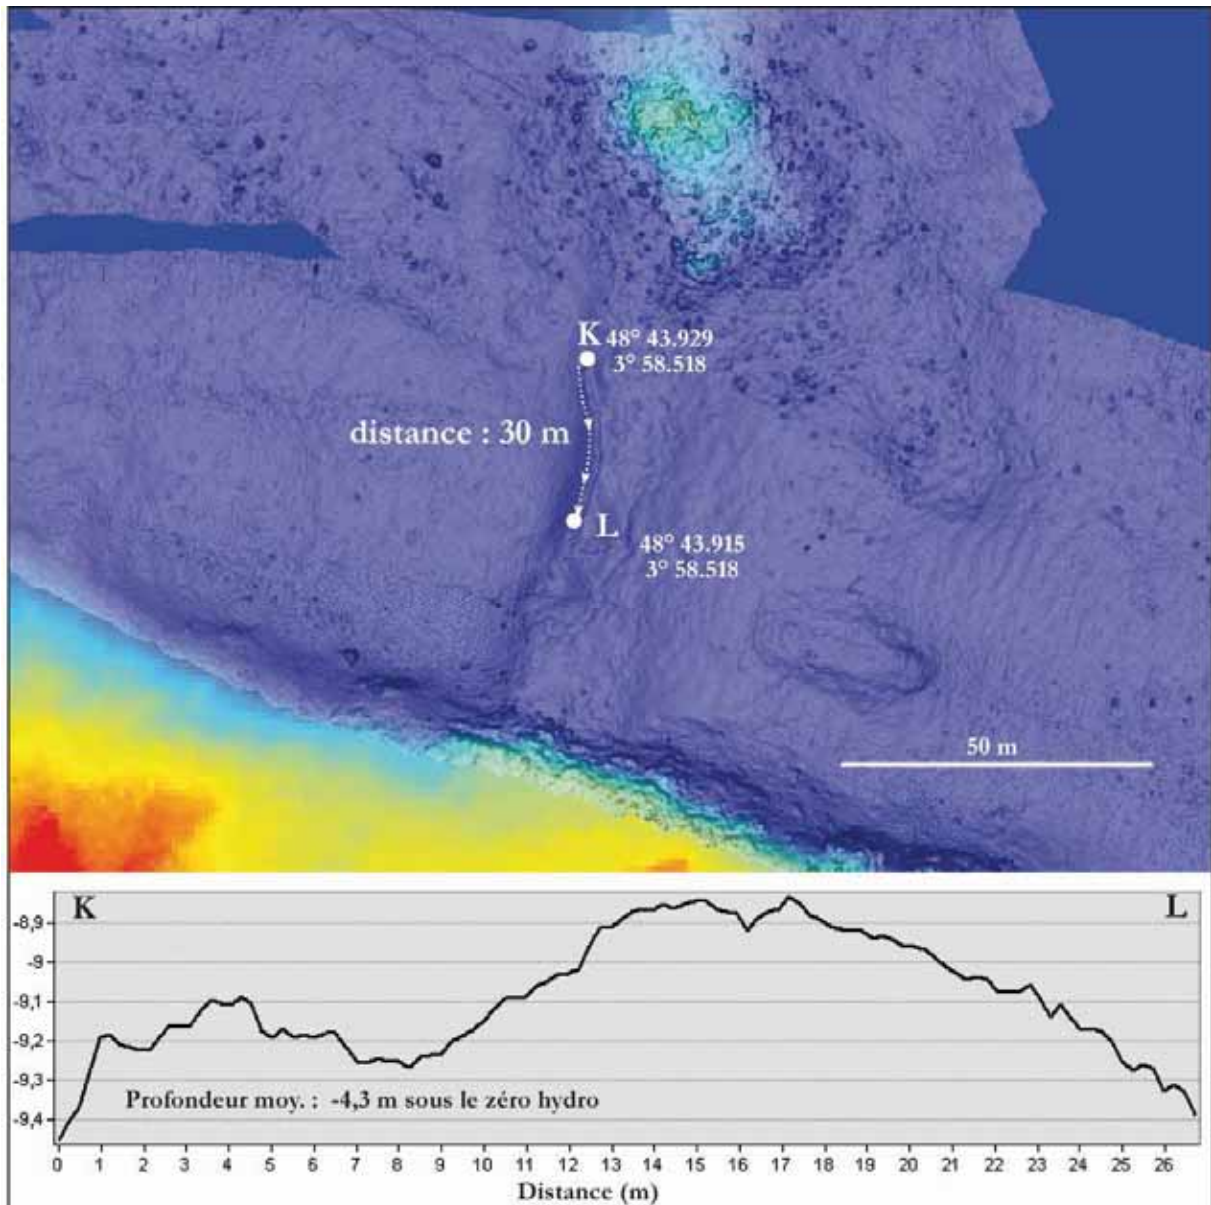 K 48° 43.929
3° 58.518
distance : 30 m
L
48° 43.915
3° 58.518
50 m
K
L
-8,9
-9
-9,1
-9,2
-9,3
-9,4
Profondeur moy. : -4,3 m sous le zéro hydro
0 1 2 3 4 5 6 7 8 9 10 11 12 13 14 15 16 17 18 19 20 21 22 23 24 25 26
Distance (m)